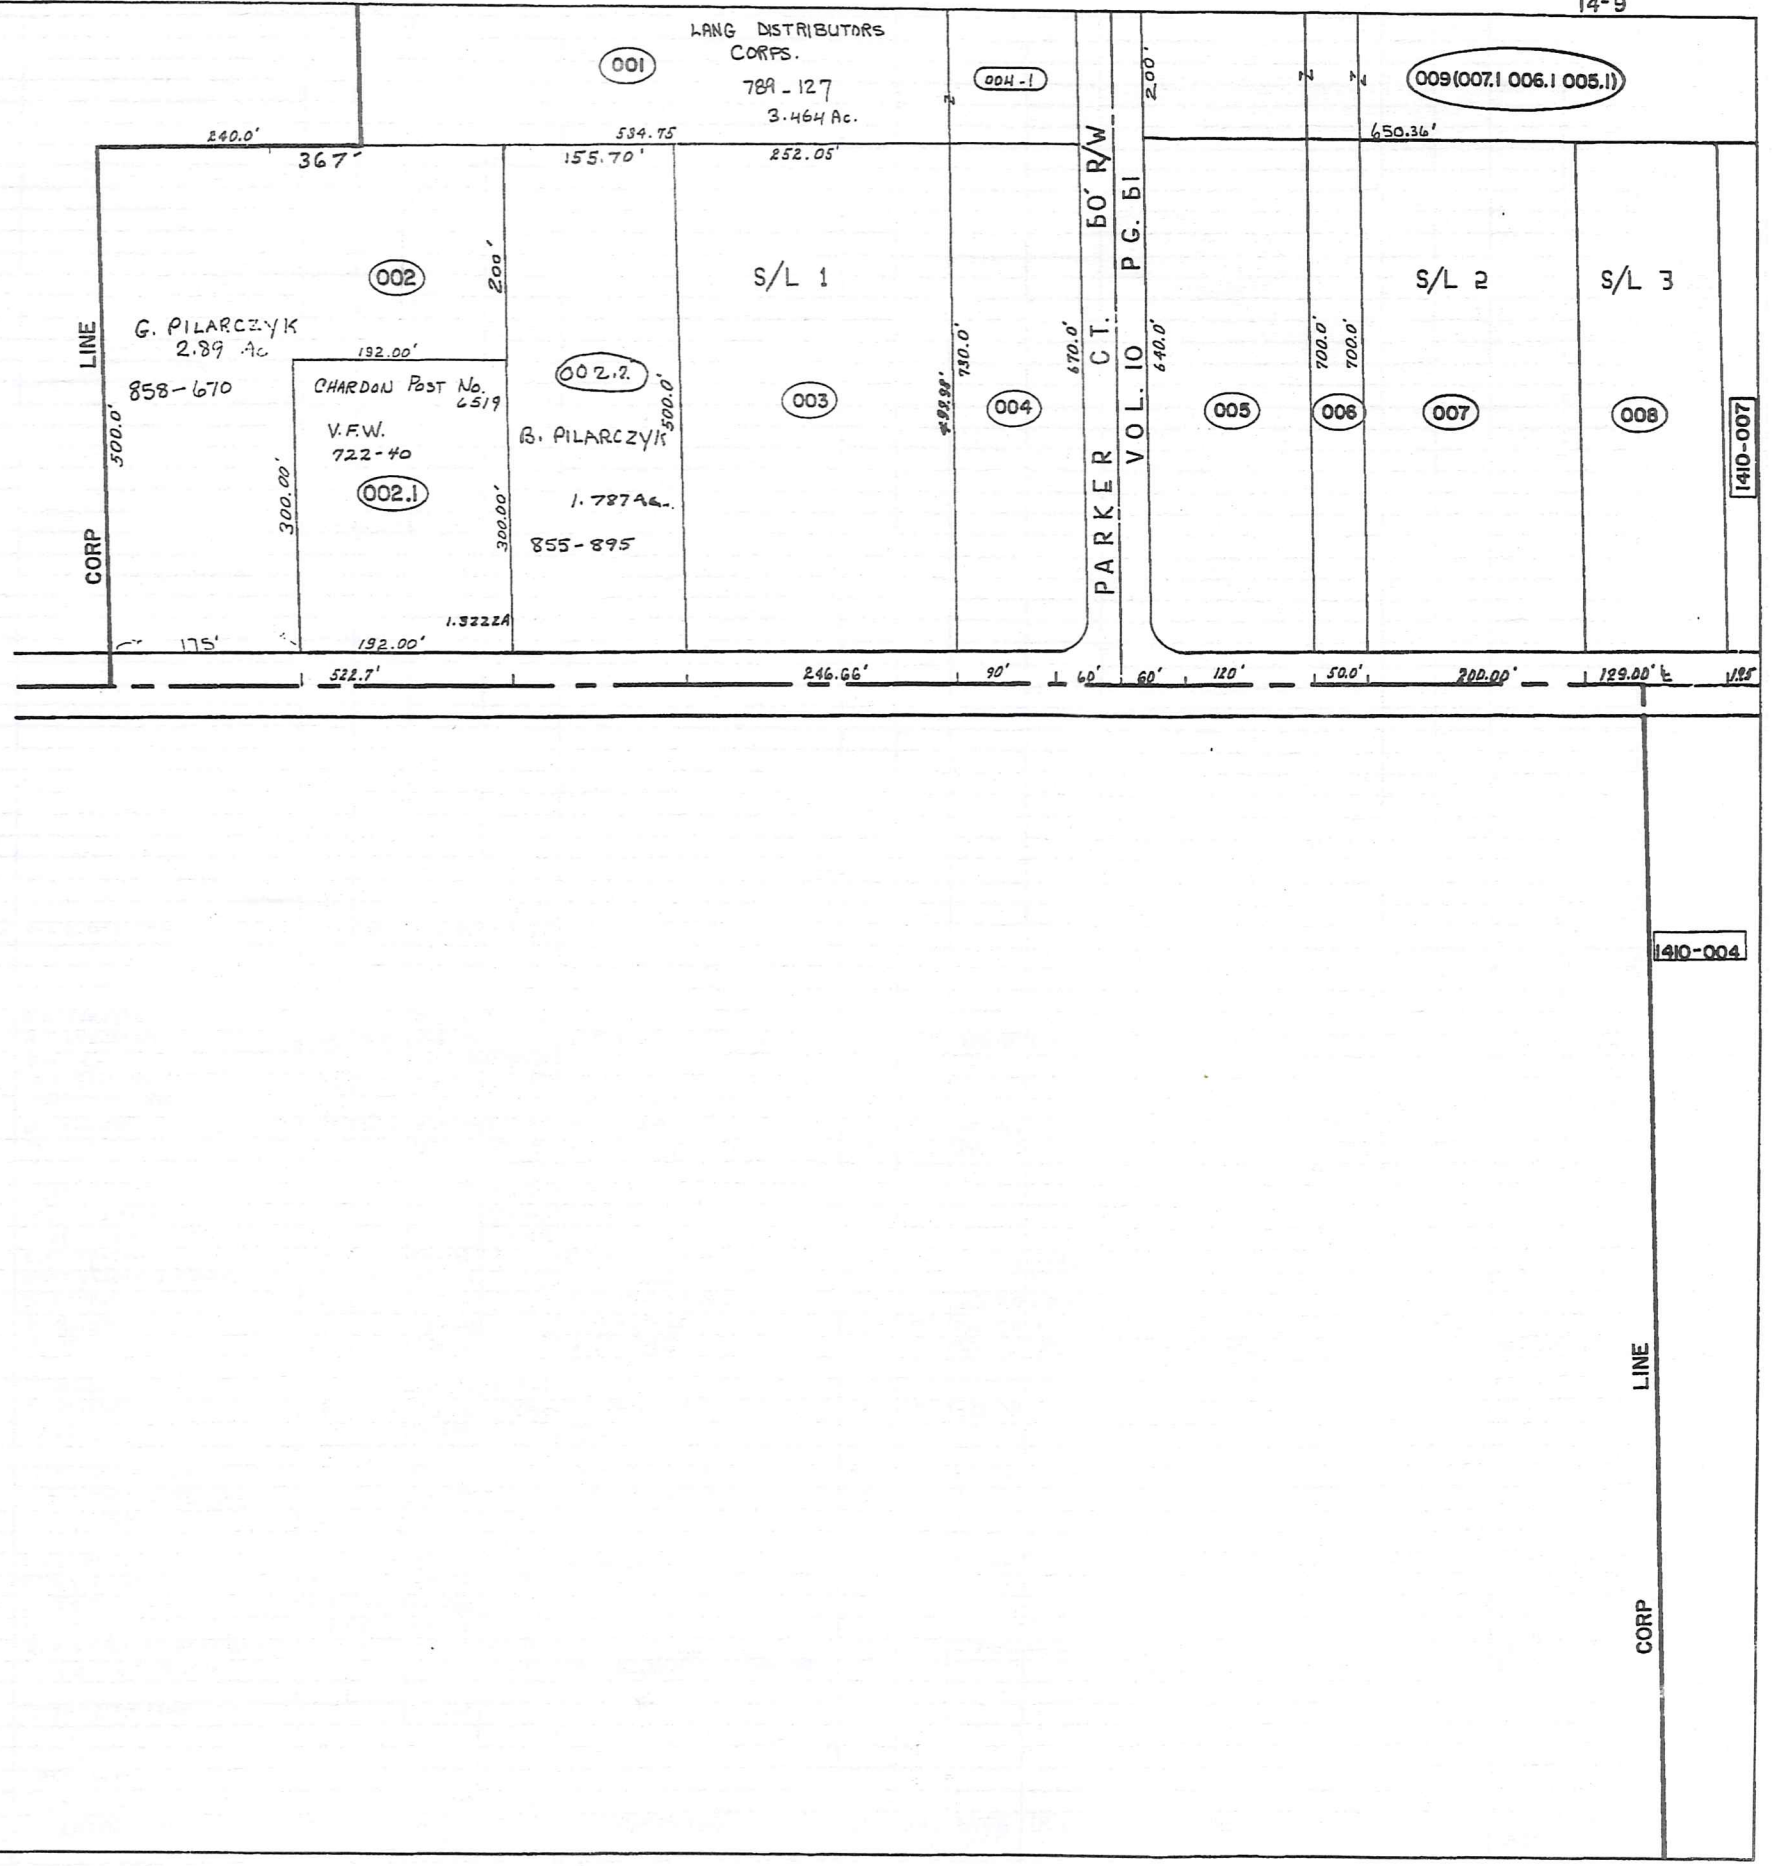 14-9
LANG DISTRIBUTORS
CORPS.
789-127
3.464 Ac.
001
004-1
200'
009(007.1 006.1 005.1)
240.0'
534.75
650.36'
367'
155.70'
252.05'
60' R/W
PG. 61
200'
002
S/L 1
S/L 2
S/L 3
G. PILARCZYK
2.89 Ac
858-670
LINE
CORP
500.0'
192.00'
CHARDON POST No.
6519
V.F.W.
722-40
002.1
300.00'
300.00'
1.3222A
002.2
B. PILARCZYK
1.787 Ac.
855-895
500.0'
003
499.98'
730.0'
004
670.0'
PARKER CT.
VOL. 10
640.0'
005
700.0'
700.0'
006
007
008
1410-007
175'
192.00'
522.7'
246.66'
90'
60'
60'
120'
50.0'
200.00'
129.00'
1410-004
LINE
CORP